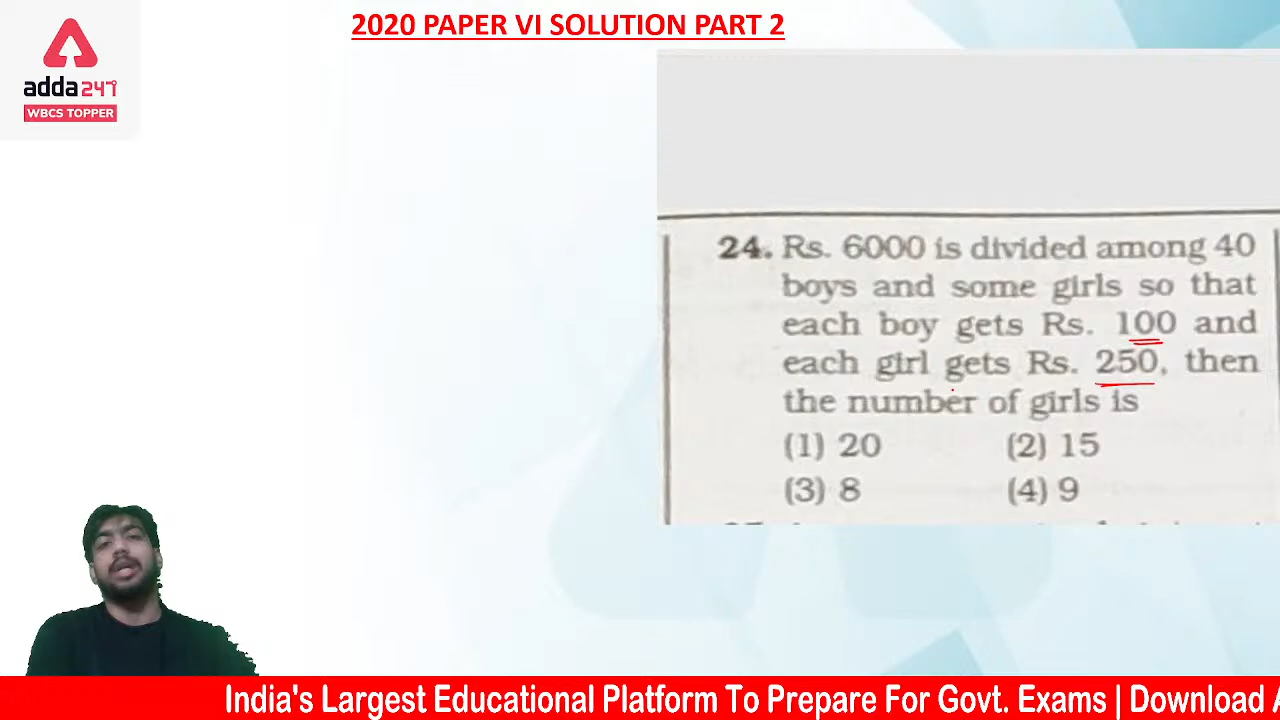 2020 PAPER VI SOLUTION PART 2
adda247
WBCS TOPPER
24. Rs. 6000 is divided among 40
boys and some girls so that
each boy gets Rs. 100 and
each girl gets Rs. 250, then
the number of girls is
(1) 20 (2) 15
(3) 8 (4) 9
India's Largest Educational Platform To Prepare For Govt. Exams | Download